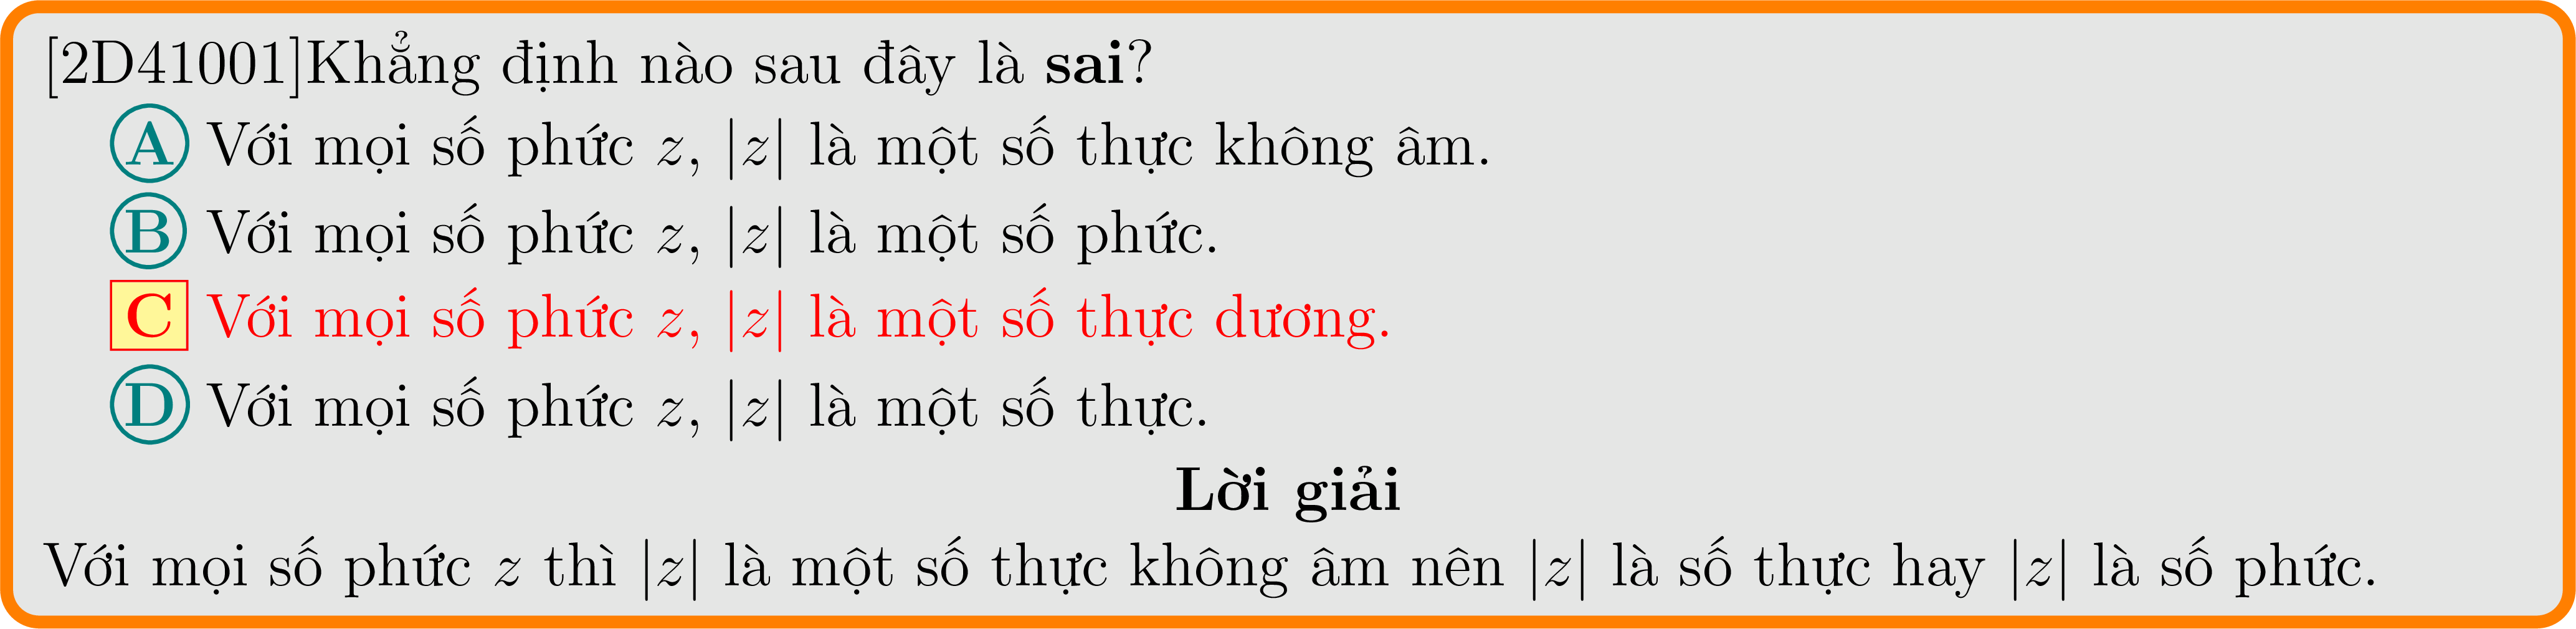 [2D41001]Khẳng định nào sau đây là sai?
A Với mọi số phức z, |z| là một số thực không âm.
B Với mọi số phức z, |z| là một số phức.
C Với mọi số phức z, |z| là một số thực dương.
D Với mọi số phức z, |z| là một số thực.
Lời giải
Với mọi số phức z thì |z| là một số thực không âm nên |z| là số thực hay |z| là số phức.